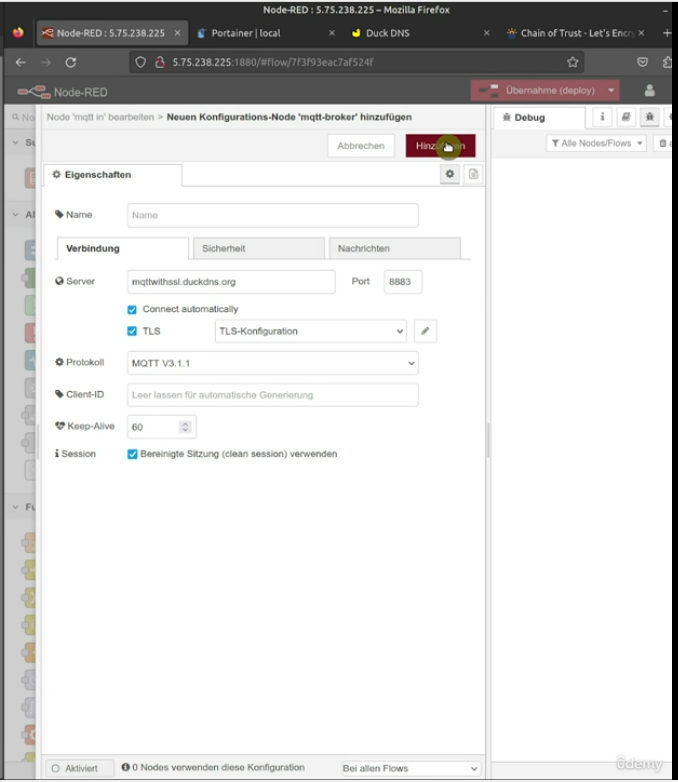 Node-RED : 5.75.238.225 – Mozilla Firefox
Node-RED : 5.75.238.225 × Portainer | local × Duck DNS × Chain of Trust - Let's Encry ×
5.75.238.225:1880/#flow/7f3f93eac7af524f
Node-RED Übernahme (deploy)
Node 'mqtt in' bearbeiten > Neuen Konfigurations-Node 'mqtt-broker' hinzufügen
Debug
Abbrechen Hinzufügen
Alle Nodes/Flows
Eigenschaften
Name Name
Verbindung Sicherheit Nachrichten
Server mqttwithssl.duckdns.org Port 8883
Connect automatically
TLS TLS-Konfiguration
Protokoll MQTT V3.1.1
Client-ID Leer lassen für automatische Generierung
Keep-Alive 60
Session Bereinigte Sitzung (clean session) verwenden
Aktiviert 0 Nodes verwenden diese Konfiguration Bei allen Flows
ûdemy